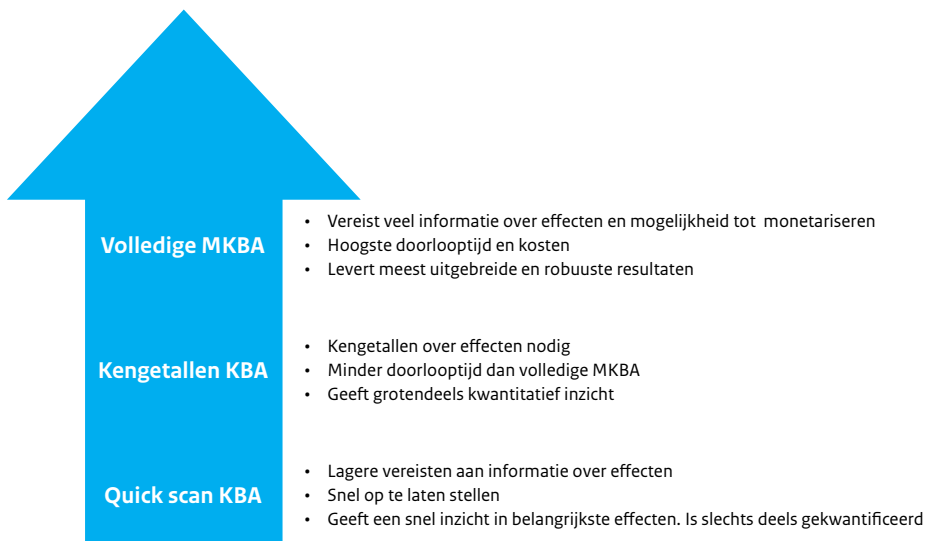 Volledige MKBA
• Vereist veel informatie over effecten en mogelijkheid tot monetariseren
• Hoogste doorlooptijd en kosten
• Levert meest uitgebreide en robuuste resultaten
Kengetallen KBA
• Kengetallen over effecten nodig
• Minder doorlooptijd dan volledige MKBA
• Geeft grotendeels kwantitatief inzicht
Quick scan KBA
• Lagere vereisten aan informatie over effecten
• Snel op te laten stellen
• Geeft een snel inzicht in belangrijkste effecten. Is slechts deels gekwantificeerd